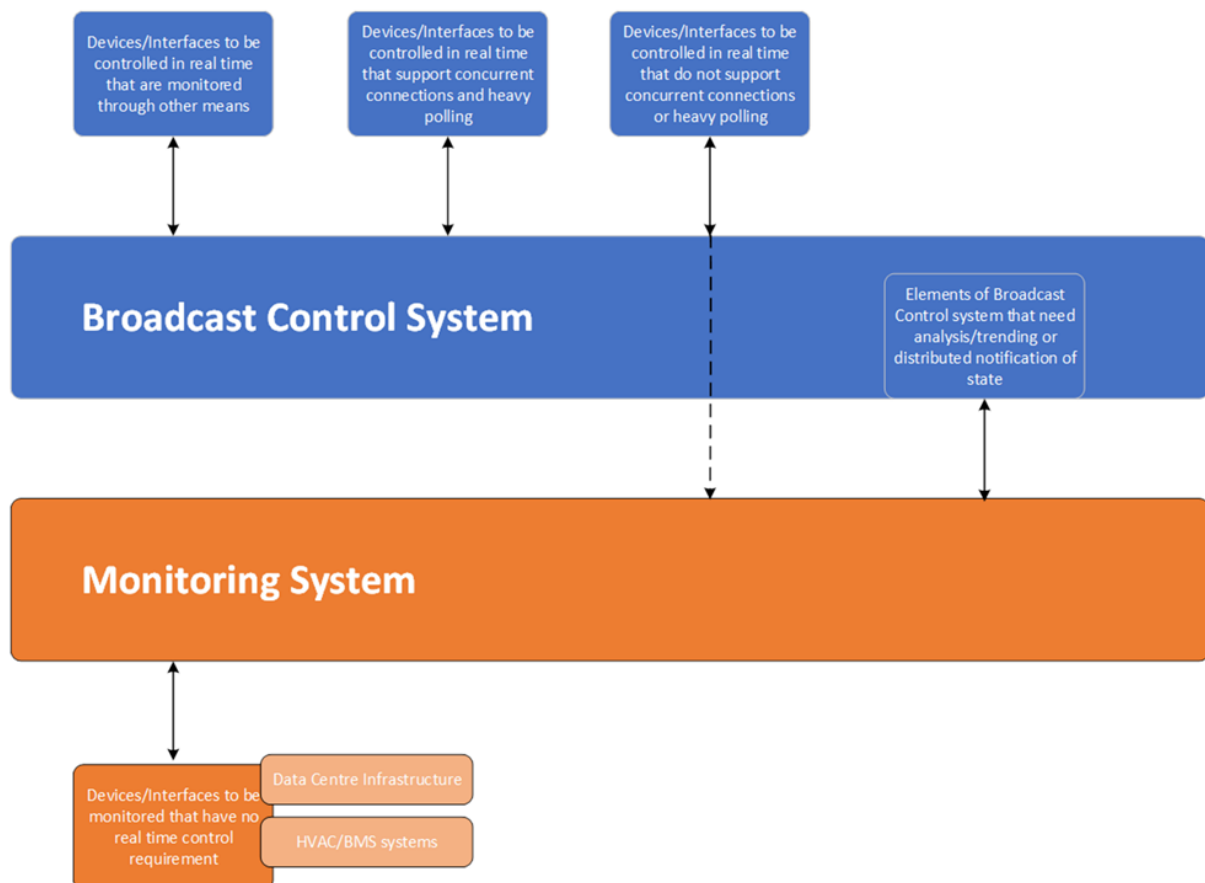 Devices/Interfaces to be
controlled in real time
that are monitored
through other means
Devices/Interfaces to be
controlled in real time
that support concurrent
connections and heavy
polling
Devices/Interfaces to be
controlled in real time
that do not support
concurrent connections
or heavy polling
Broadcast Control System
Elements of Broadcast
Control system that need
analysis/trending or
distributed notification of
state
Monitoring System
Devices/Interfaces to be
monitored that have no
real time control
requirement
Data Centre Infrastructure
HVAC/BMS systems